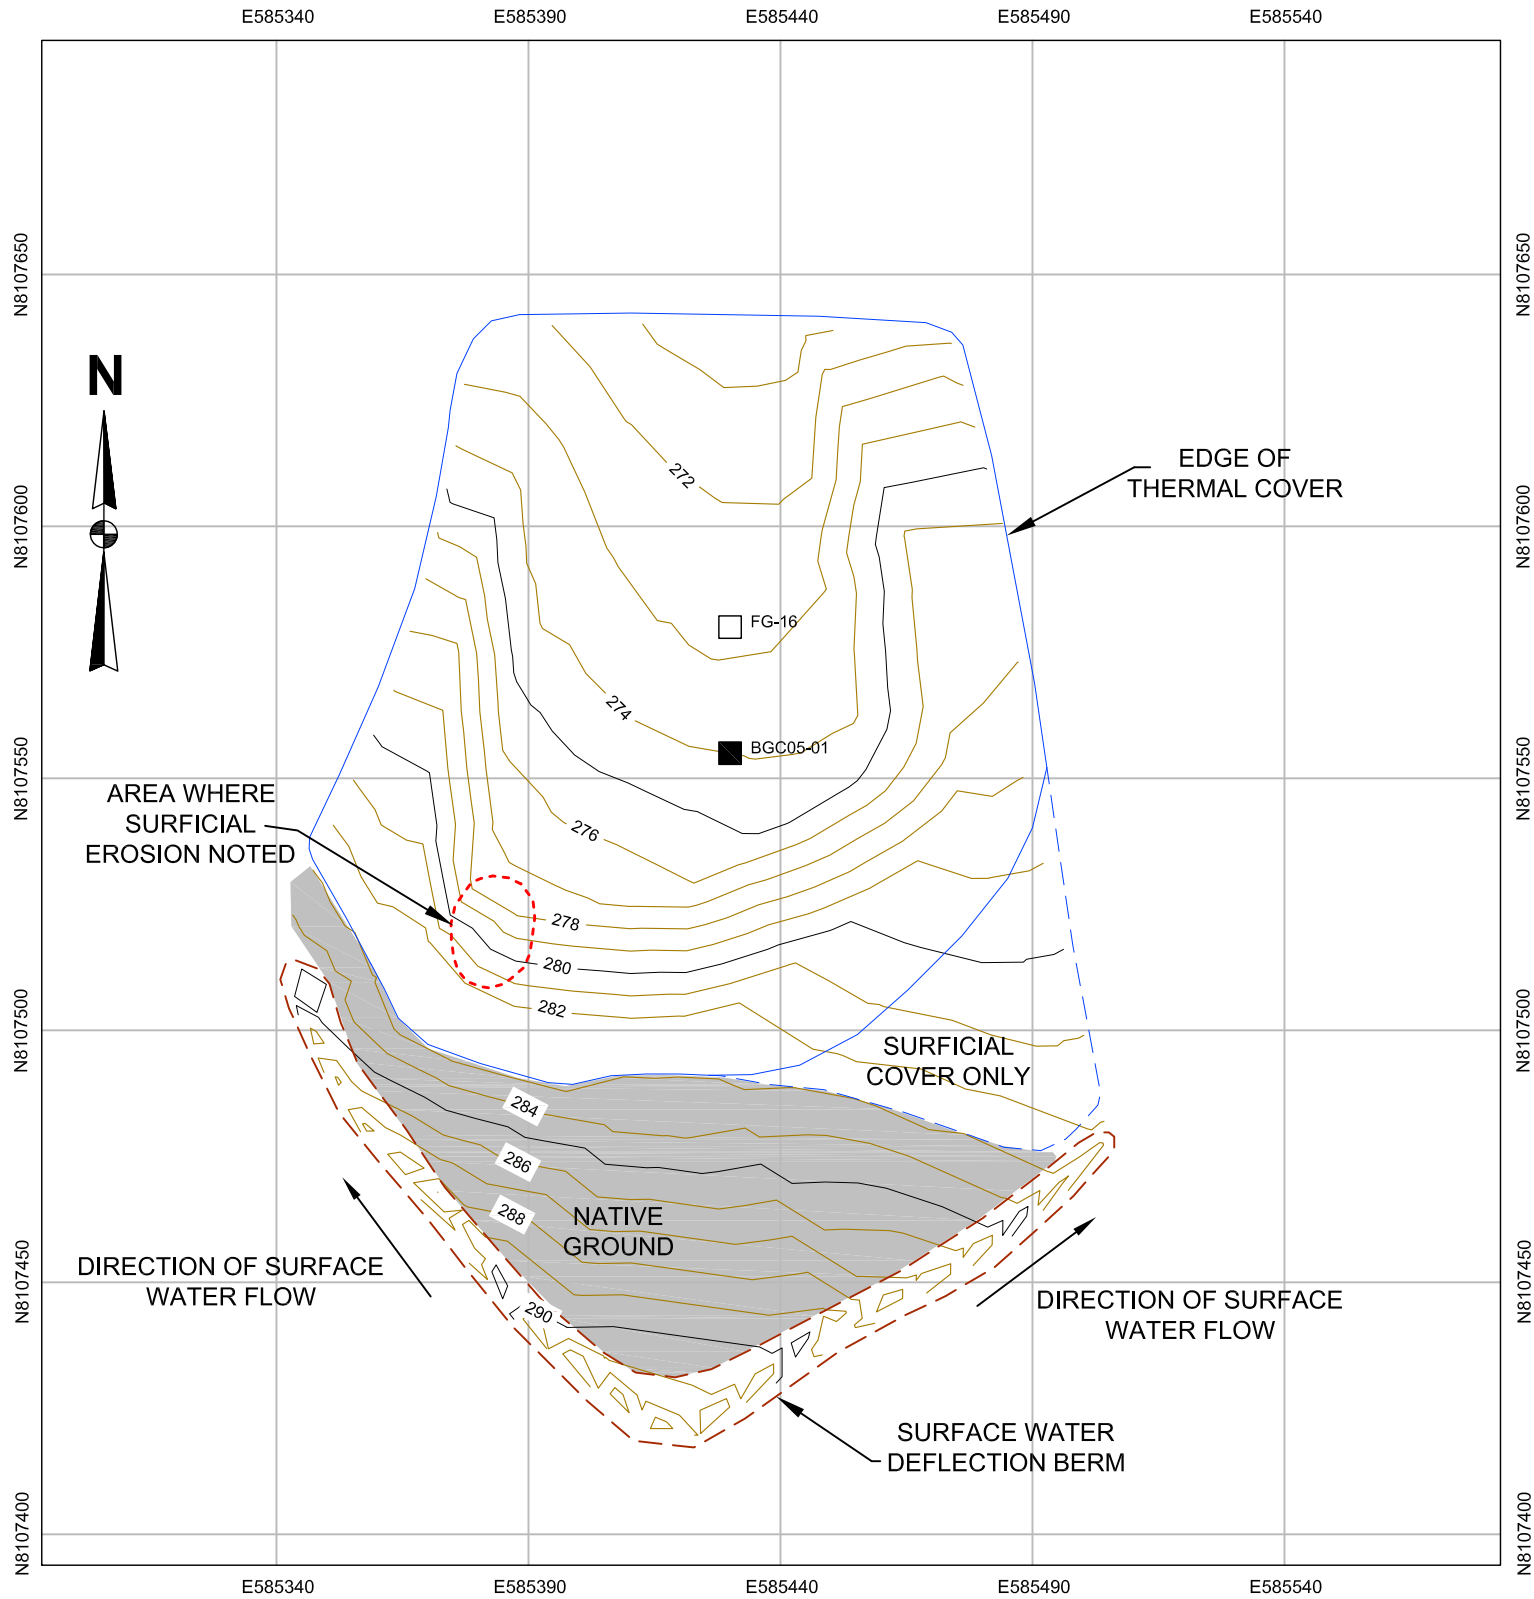 E585340
E585390
E585440
E585490
E585540
N8107650
N8107650
N
272
EDGE OF
THERMAL COVER
N8107600
N8107600
FG-16
274
BGC05-01
N8107550
N8107550
AREA WHERE
SURFICIAL
EROSION NOTED
276
278
280
282
N8107500
N8107500
SURFICIAL
COVER ONLY
284
286
288
NATIVE
GROUND
DIRECTION OF SURFACE
WATER FLOW
290
DIRECTION OF SURFACE
WATER FLOW
N8107450
N8107450
SURFACE WATER
DEFLECTION BERM
N8107400
N8107400
E585340
E585390
E585440
E585490
E585540